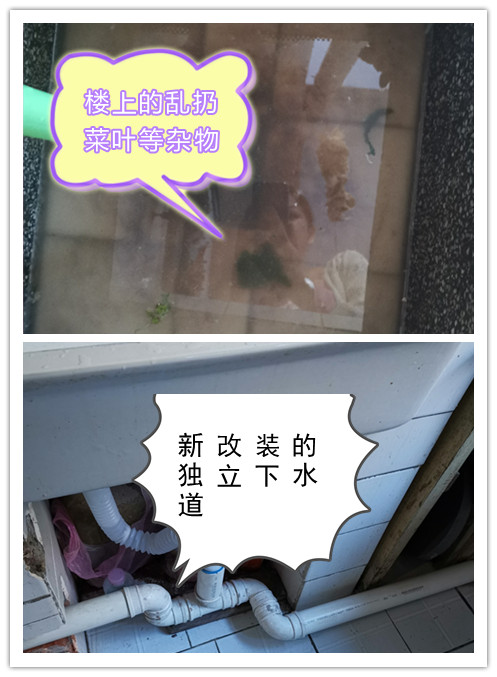 楼上的乱扔
菜叶等杂物
新改装的
独立下水
道